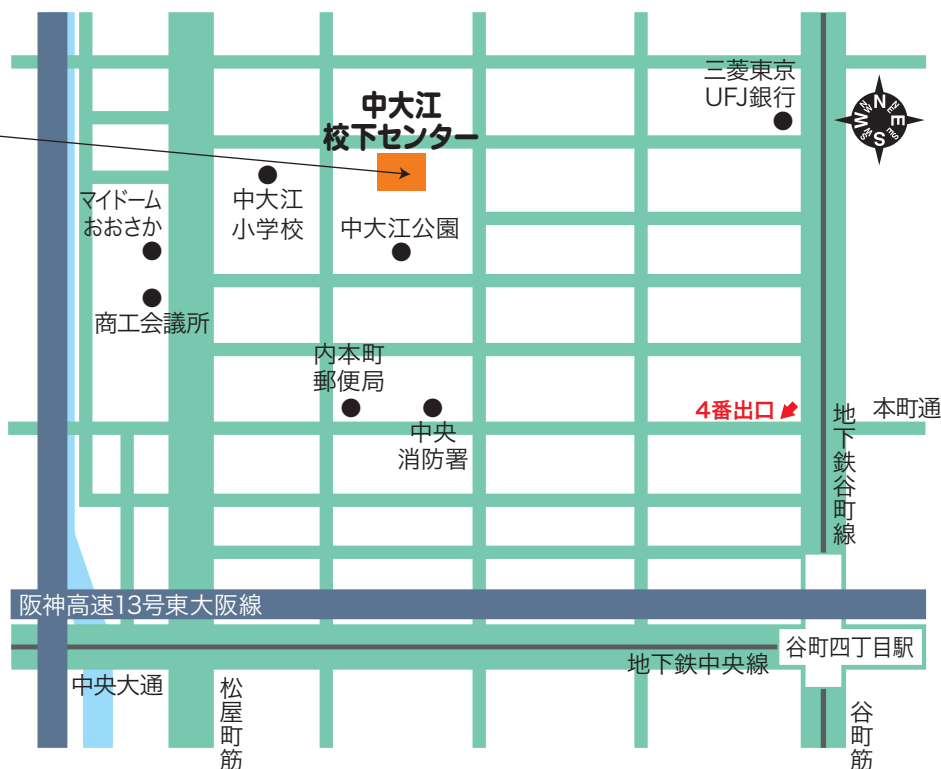 三菱東京
UFJ銀行
N
E
S
W
中大江
校下センター
マイドーム
おおさか
中大江
小学校
中大江公園
商工会議所
内本町
郵便局
中央
消防署
4番出口
本町通
地下鉄谷町線
阪神高速13号東大阪線
谷町四丁目駅
地下鉄中央線
中央大通
松屋町筋
谷町筋